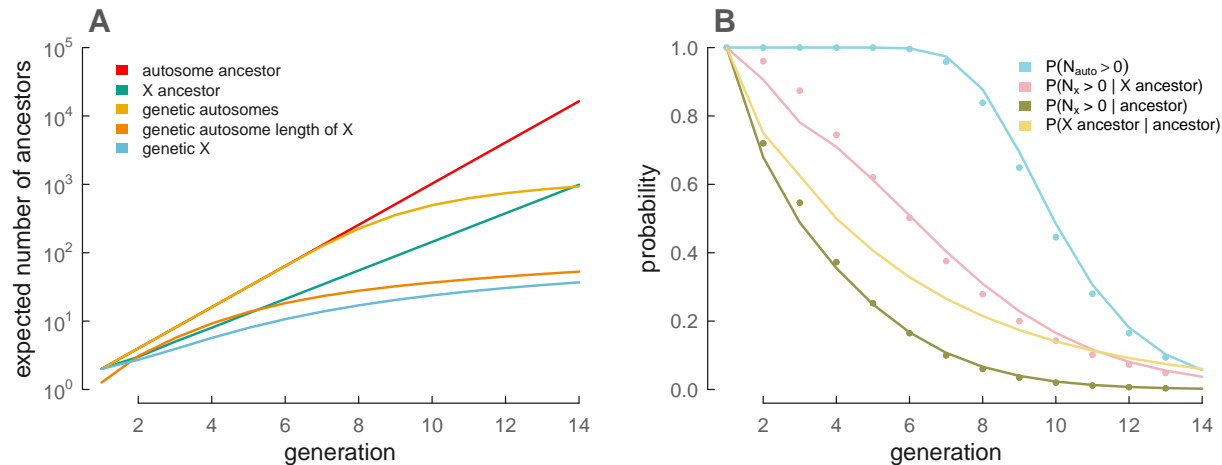 A
expected number of ancestors
10^5
10^4
10^3
10^2
10^1
10^0
autosome ancestor
X ancestor
genetic autosomes
genetic autosome length of X
genetic X
2 4 6 8 10 12 14
generation
B
probability
1.0
0.8
0.6
0.4
0.2
0.0
P(N_auto > 0)
P(N_x > 0 | X ancestor)
P(N_x > 0 | ancestor)
P(X ancestor | ancestor)
2 4 6 8 10 12 14
generation